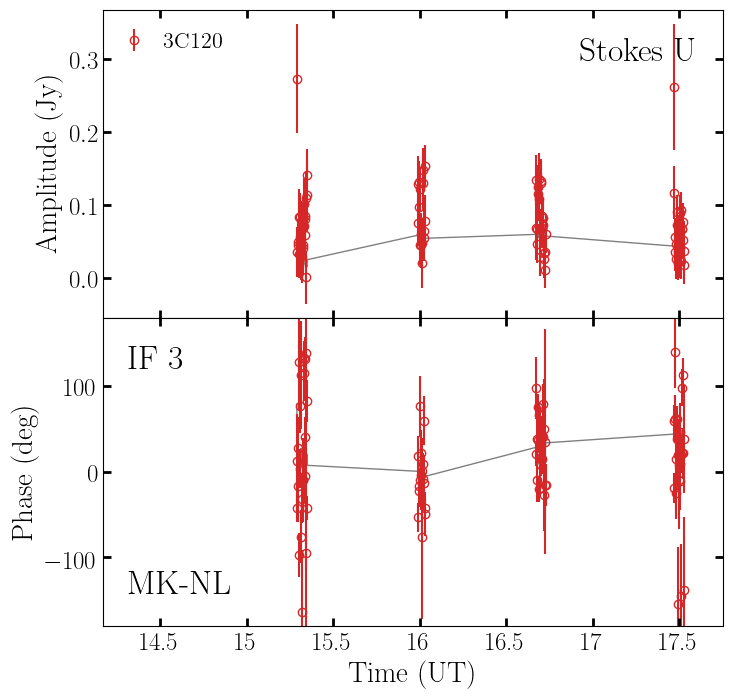 3C120
Stokes U
Amplitude (Jy)
0.3
0.2
0.1
0.0
IF 3
MK-NL
Phase (deg)
100
0
−100
14.5 15 15.5 16 16.5 17 17.5
Time (UT)